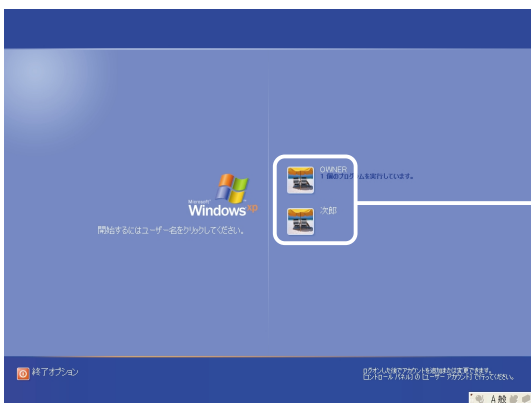 OWNER
1 個のプログラムを実行しています。
次郎
Microsoft
Windows xp
開始するにはユーザー名をクリックしてください。
終了オプション
ログオンした後でアカウントを追加または変更できます。
[コントロール パネル] の [ユーザー アカウント] で行ってください。
A 般